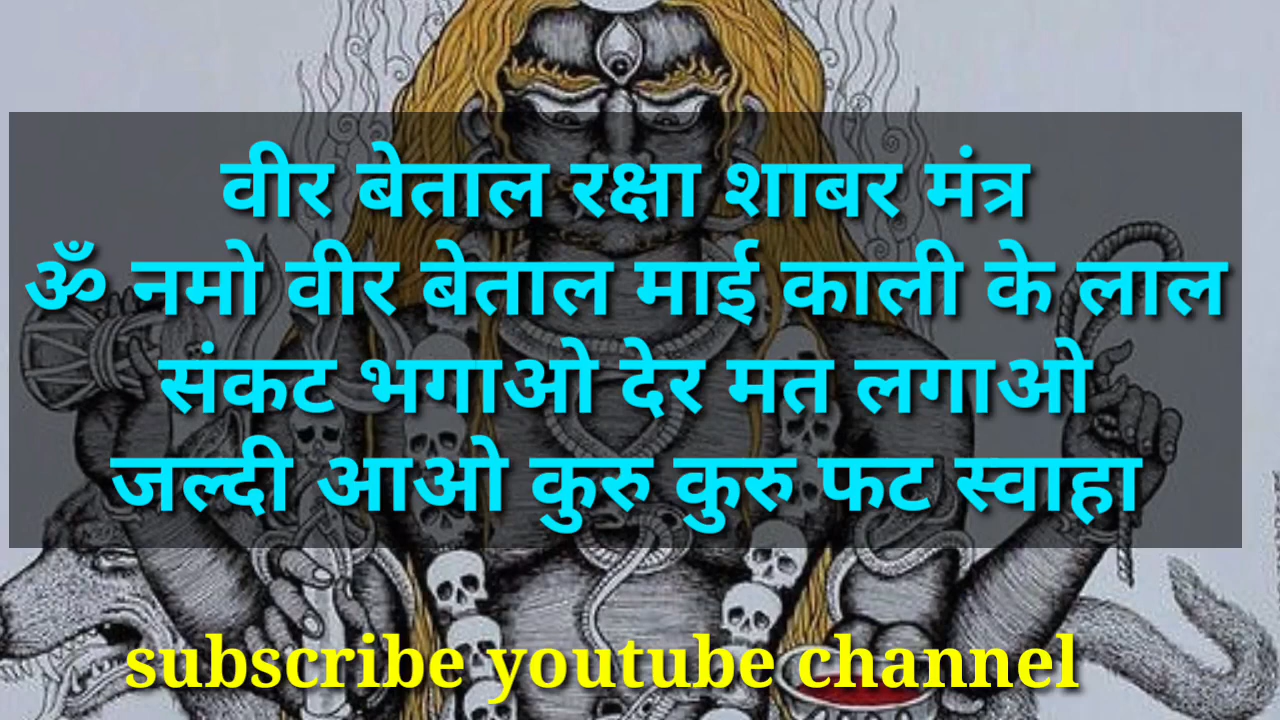 वीर बेताल रक्षा शाबर मंत्र
ॐ नमो वीर बेताल माई काली के लाल
संकट भगाओ देर मत लगाओ
जल्दी आओ कुरु कुरु फट स्वाहा
subscribe youtube channel